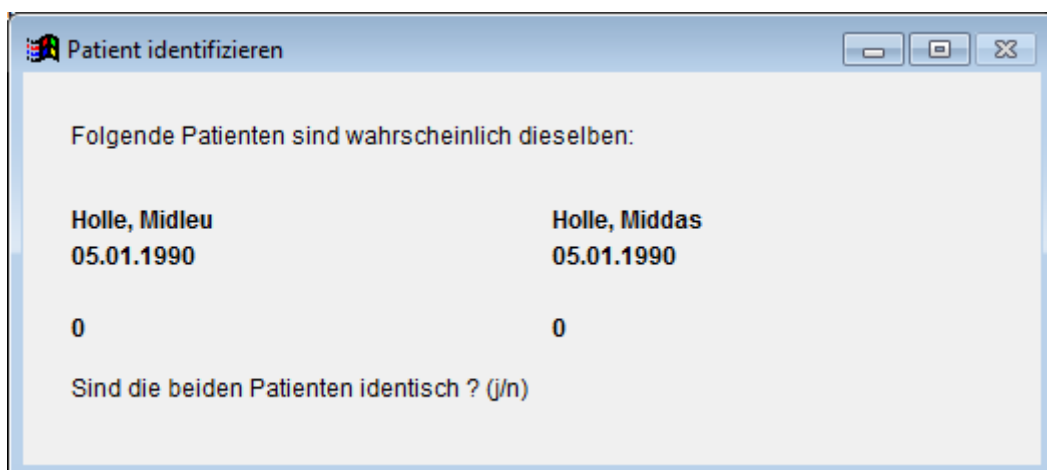 Patient identifizieren
Folgende Patienten sind wahrscheinlich dieselben:
Holle, Midleu Holle, Middas
05.01.1990 05.01.1990
0 0
Sind die beiden Patienten identisch ? (j/n)